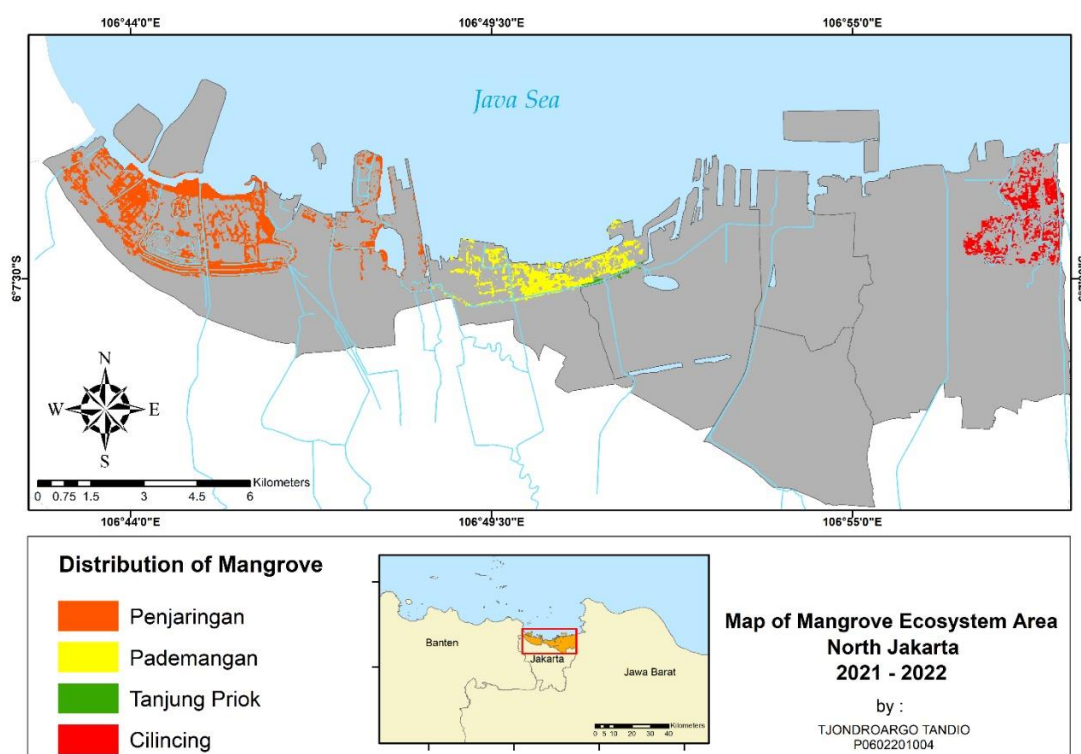 106°44'0"E 106°49'30"E 106°55'0"E
Java Sea
6°7'30"S
N
W E
S
Kilometers
0 0.75 1.5 3 4.5 6
106°44'0"E 106°49'30"E 106°55'0"E
Distribution of Mangrove
Penjaringan
Pademangan
Tanjung Priok
Cilincing
Banten
Jakarta
Jawa Barat
Kilometers
0 5 10 20 30 40
Map of Mangrove Ecosystem Area
North Jakarta
2021 - 2022
by :
TJONDROARGO TANDIO
P0602201004